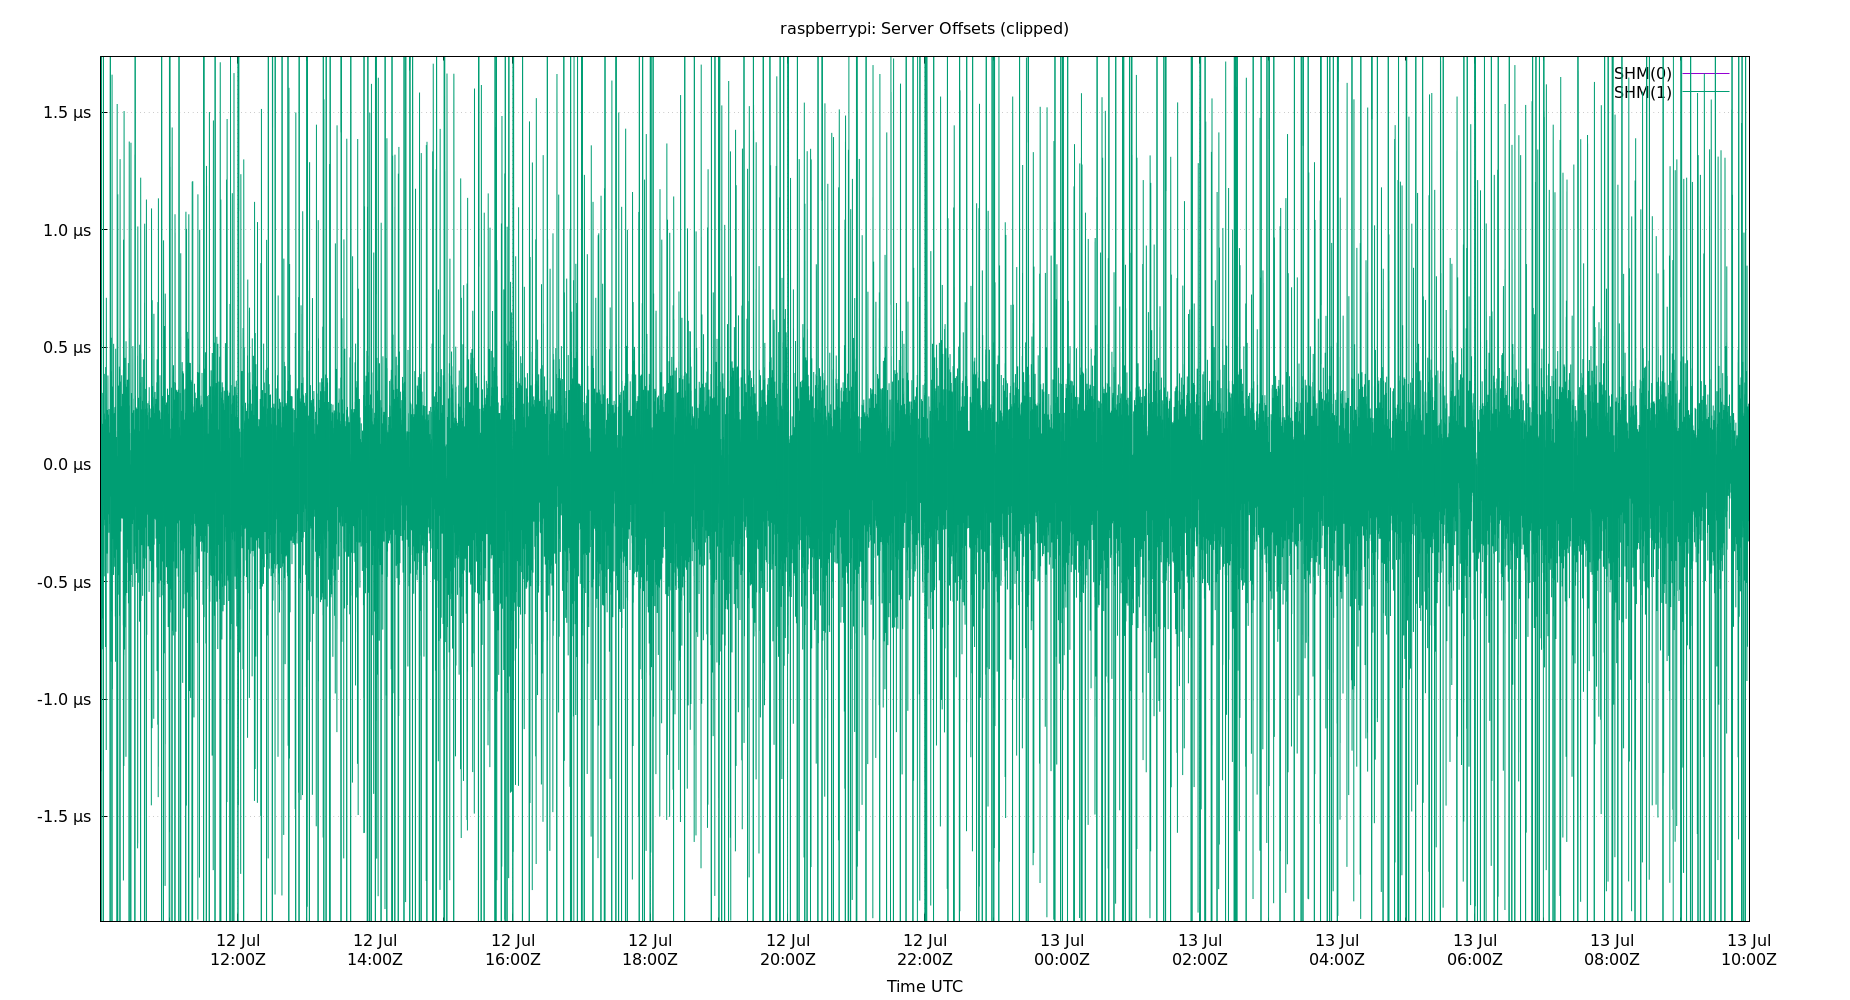 raspberrypi: Server Offsets (clipped)
SHM(0)
SHM(1)
1.5 µs
1.0 µs
0.5 µs
0.0 µs
-0.5 µs
-1.0 µs
-1.5 µs
12 Jul 12 Jul 12 Jul 12 Jul 12 Jul 12 Jul 13 Jul 13 Jul 13 Jul 13 Jul 13 Jul 13 Jul
12:00Z 14:00Z 16:00Z 18:00Z 20:00Z 22:00Z 00:00Z 02:00Z 04:00Z 06:00Z 08:00Z 10:00Z
Time UTC